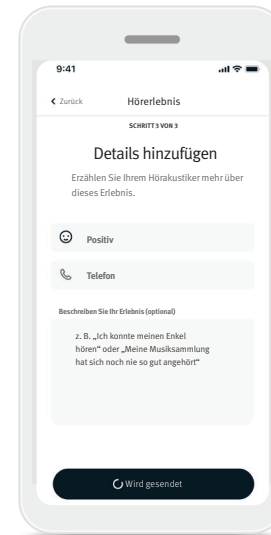 9:41
Zurück
Hörerlebnis
SCHRITT 3 VON 3
Details hinzufügen
Erzählen Sie Ihrem Hörakustiker mehr über
dieses Erlebnis.
Positiv
Telefon
Beschreiben Sie Ihr Erlebnis (optional)
z. B. „Ich konnte meinen Enkel
hören“ oder „Meine Musiksammlung
hat sich noch nie so gut angehört“
Wird gesendet